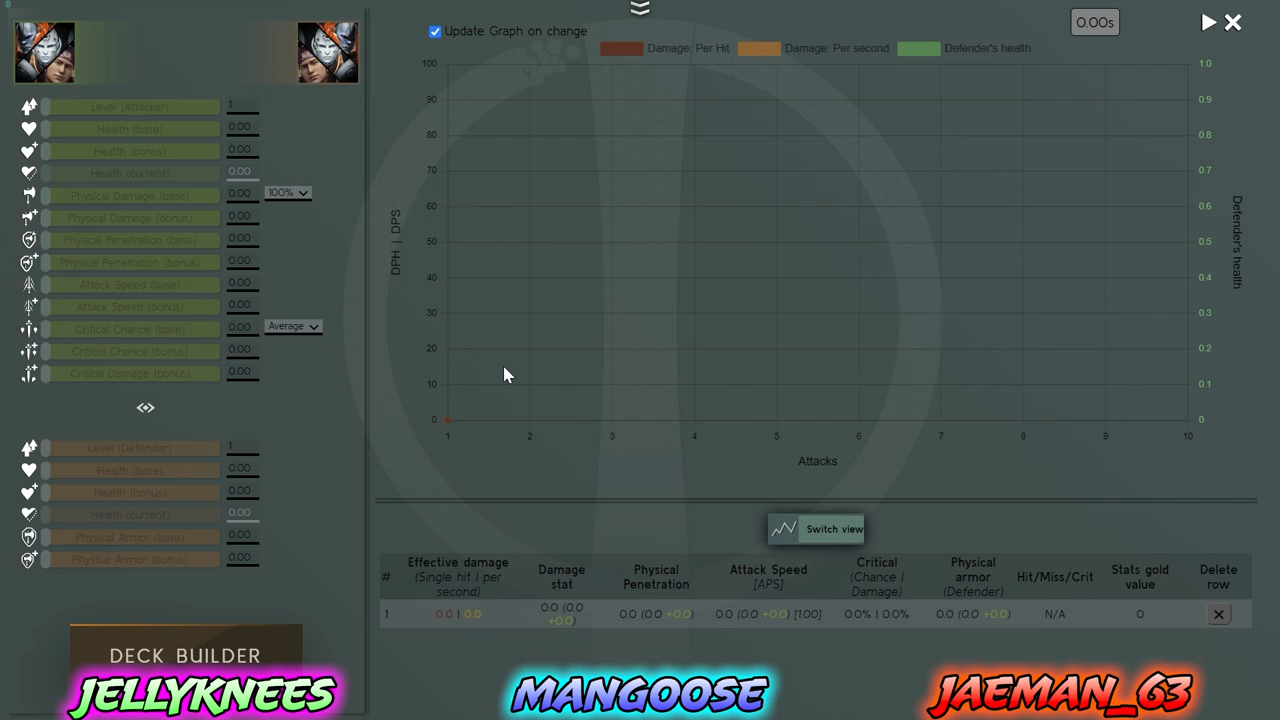 Update Graph on change
0.00s
Damage: Per Hit Damage: Per second Defender's health
Level (Attacker) 1
Health (base) 0.00
Health (bonus) 0.00
Health (current) 0.00
Physical Damage (base) 0.00 100%
Physical Damage (bonus) 0.00
Physical Penetration (base) 0.00
Physical Penetration (bonus) 0.00
Attack Speed (base) 0.00
Attack Speed (bonus) 0.00
Critical Chance (base) 0.00 Average
Critical Chance (bonus) 0.00
Critical Damage (bonus) 0.00
Level (Defender) 1
Health (base) 0.00
Health (bonus) 0.00
Health (current) 0.00
Physical Armor (base) 0.00
Physical Armor (bonus) 0.00
DECK BUILDER
DPH | DPS
100 1.0
90 0.9
80 0.8
70 0.7
60 0.6
50 0.5
40 0.4
30 0.3
20 0.2
10 0.1
0 0
Defender's health
1 2 3 4 5 6 7 8 9 10
Attacks
Switch view
# Effective damage (Single hit | per second) Damage stat Physical Penetration Attack Speed [APS] Critical (Chance | Damage) Physical armor (Defender) Hit/Miss/Crit Stats gold value Delete row
1 0.0 | 0.0 0.0 (0.0 +0.0) 0.0 (0.0 +0.0) 0.0 (0.0 +0.0) [1.00] 0.0% | 0.0% 0.0 (0.0 +0.0) N/A 0
JELLYKNEES MANGOOSE JAEMAN_63